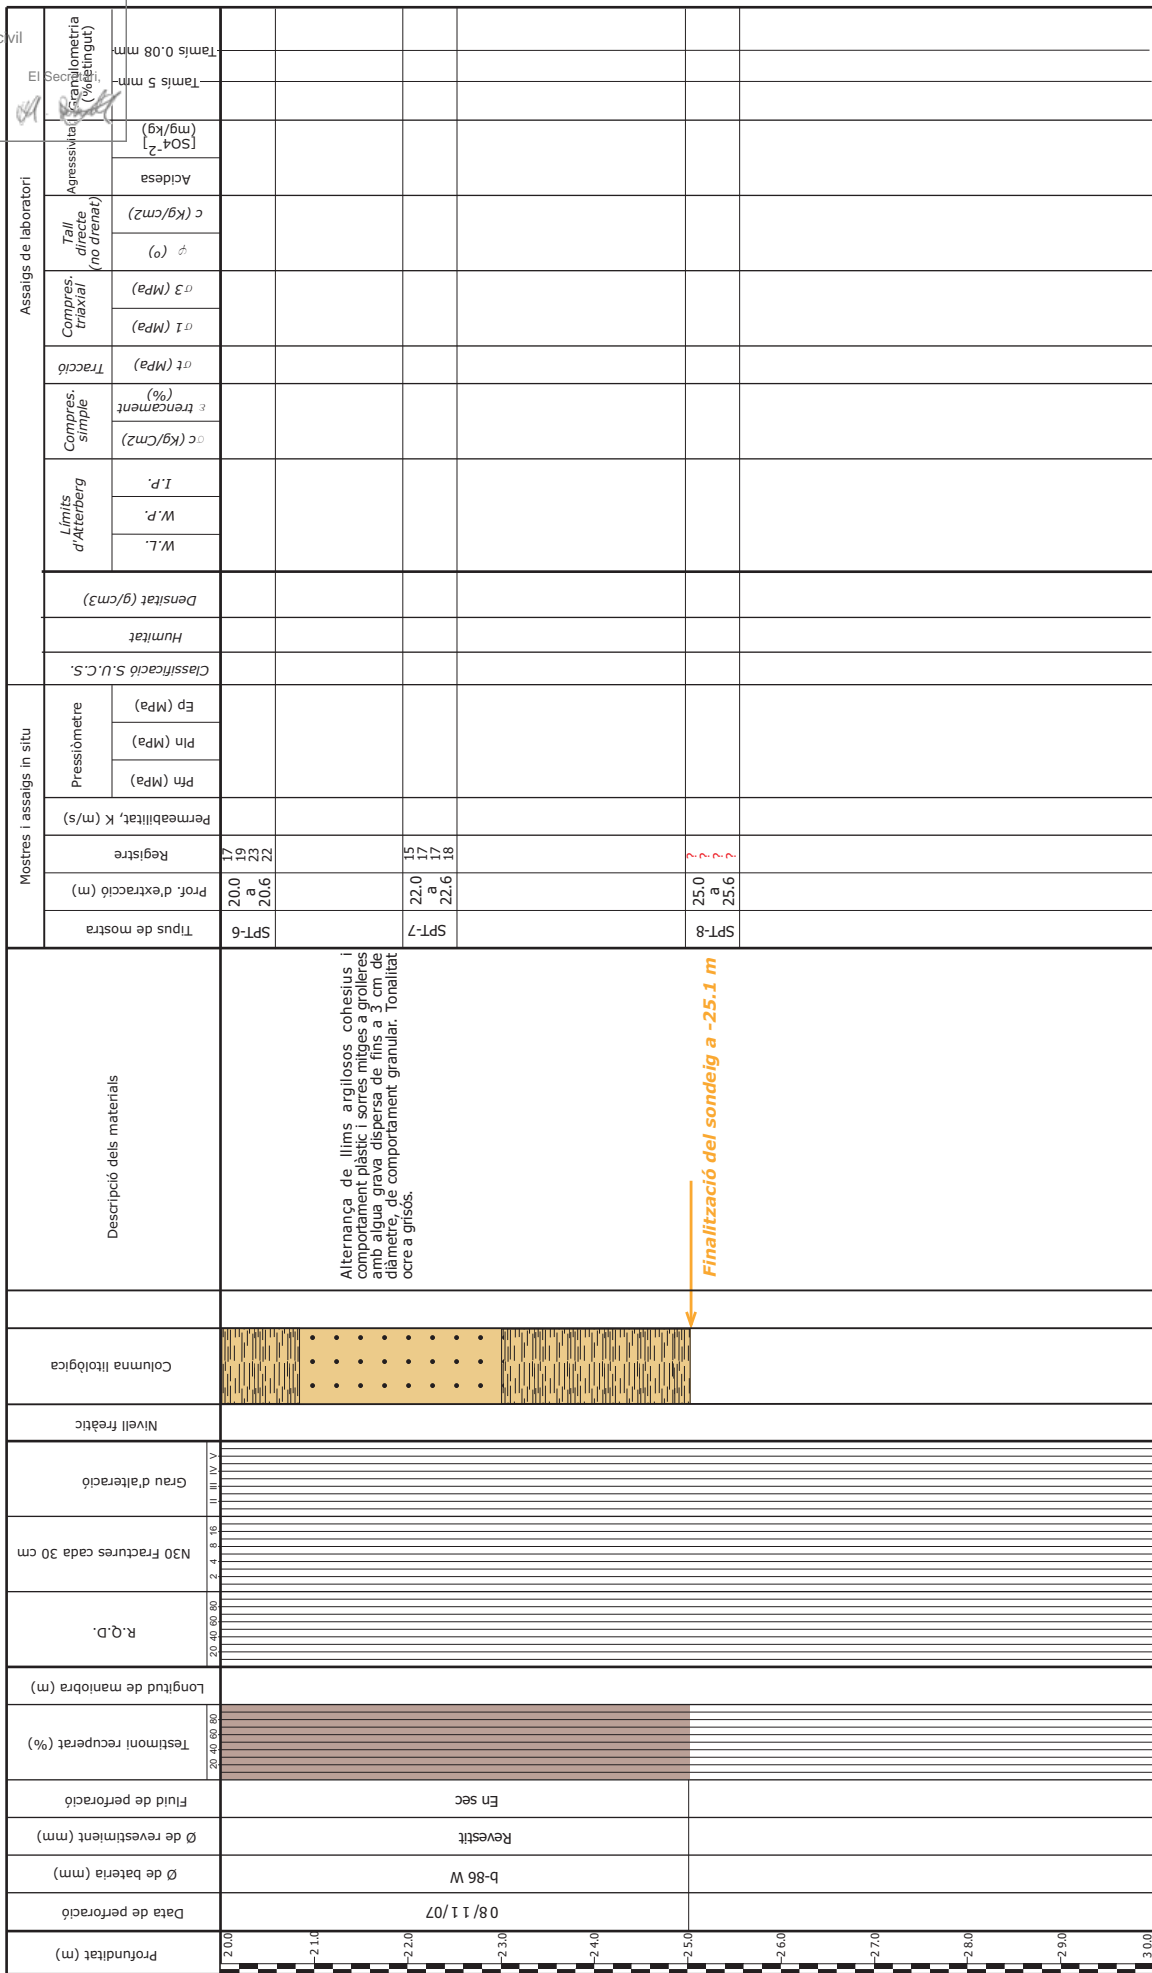 Profunditat (m)
Data de perforació
Ø de bateria (mm)
Ø de revestimient (mm)
Fluid de perforació
Testimoni recuperat (%)
20 40 60 80
Longitud de maniobra (m)
R.Q.D.
20 40 60 80
N30 Fractures cada 30 cm
2 4 8 16
Grau d'alteració
II III IV V
Nivell freàtic
Columna litològica
Descripció dels materials
Mostres i assaigs in situ
Tipus de mostra
Prof. d'extracció (m)
Registre
Permeabilitat, K (m/s)
Pressiòmetre
Pfn (MPa)
Pln (MPa)
Ep (MPa)
Assaigs de laboratori
Classificació S.U.C.S.
Humitat
Densitat (g/cm3)
Límits
d'Atterberg
W.L.
W.P.
I.P.
Compres.
simple
σc (Kg/Cm2)
ε trencament
(%)
Tracció
σt (MPa)
Compres.
triaxial
σ1 (MPa)
σ3 (MPa)
Tall
directe
(no drenat)
φ (º)
c (Kg/cm2)
Agresssivitat
Acidesa
[SO4-2]
(mg/kg)
Granulometria
(%Retingut)
Tamís 5 mm
Tamís 0.08 mm
El Secretari,
20.0
-21.0
-22.0
-23.0
-24.0
-25.0
-26.0
-27.0
-28.0
-29.0
30.0
08/11/07
b-86 W
Revestit
En sec
Alternança de llims argilosos cohesius i
comportament plàstic i sorres mitges a grolleres
amb algua grava dispersa de fins a 3 cm de
diàmetre, de comportament granular. Tonalitat
ocre a grisós.
Finalització del sondeig a -25.1 m
SPT-6
20.0
a
20.6
17
19
23
22
SPT-7
22.0
a
22.6
15
17
17
18
SPT-8
25.0
a
25.6
?
?
?
?